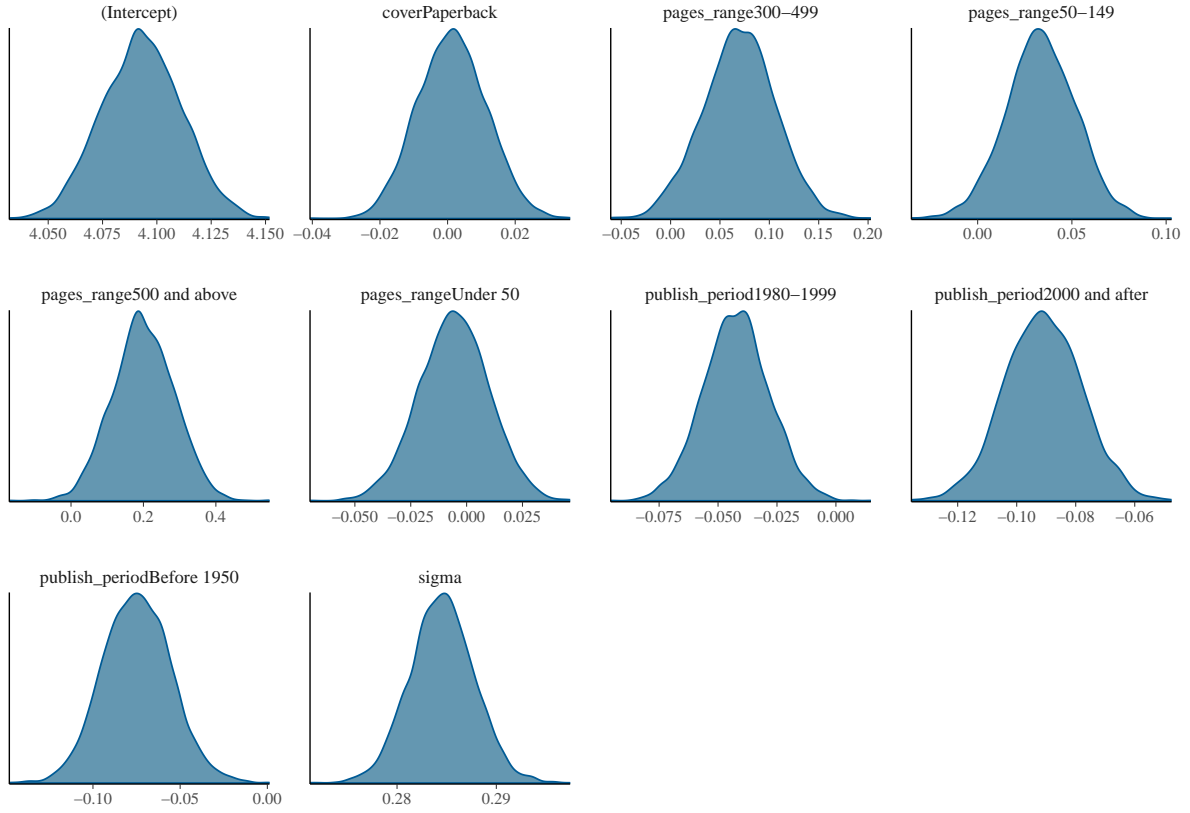 (Intercept)
coverPaperback
pages_range300−499
pages_range50−149
4.050 4.075 4.100 4.125 4.150
−0.04 −0.02 0.00 0.02
−0.05 0.00 0.05 0.10 0.15 0.20
0.00 0.05 0.10
pages_range500 and above
pages_rangeUnder 50
publish_period1980−1999
publish_period2000 and after
0.0 0.2 0.4
−0.050 −0.025 0.000 0.025
−0.075 −0.050 −0.025 0.000
−0.12 −0.10 −0.08 −0.06
publish_periodBefore 1950
sigma
−0.10 −0.05 0.00
0.28 0.29